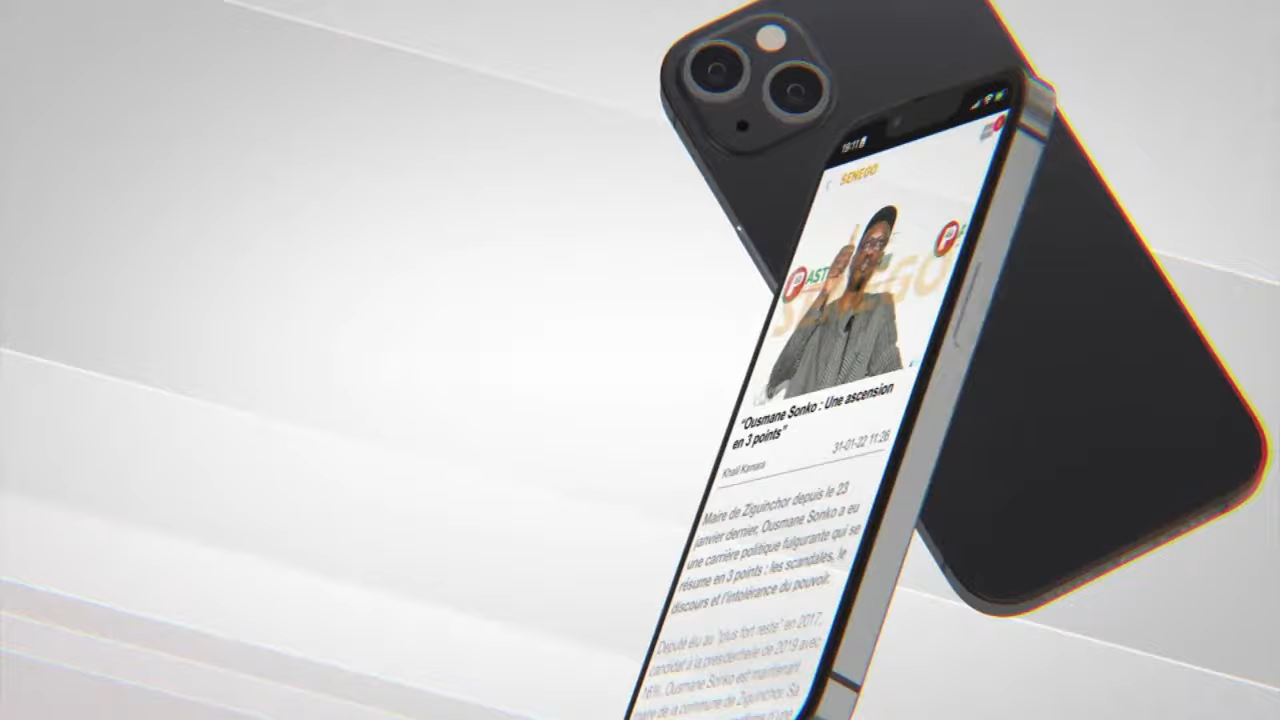 19:11
SENEGO
PAST
SENEGO
“Ousmane Sonko : Une ascension
en 3 points”
Khalil Kamara
31-01-22 11:26
Maire de Ziguinchor depuis le 23
janvier dernier, Ousmane Sonko a eu
une carrière politique fulgurante qui se
résume en 3 points : les scandales, le
discours et l'intolérance du pouvoir.
Député élu au "plus fort reste" en 2017,
candidat à la présidentielle de 2019 avec
16%, Ousmane Sonko est maintenant
maire de la commune de Ziguinchor. Sa
d'une